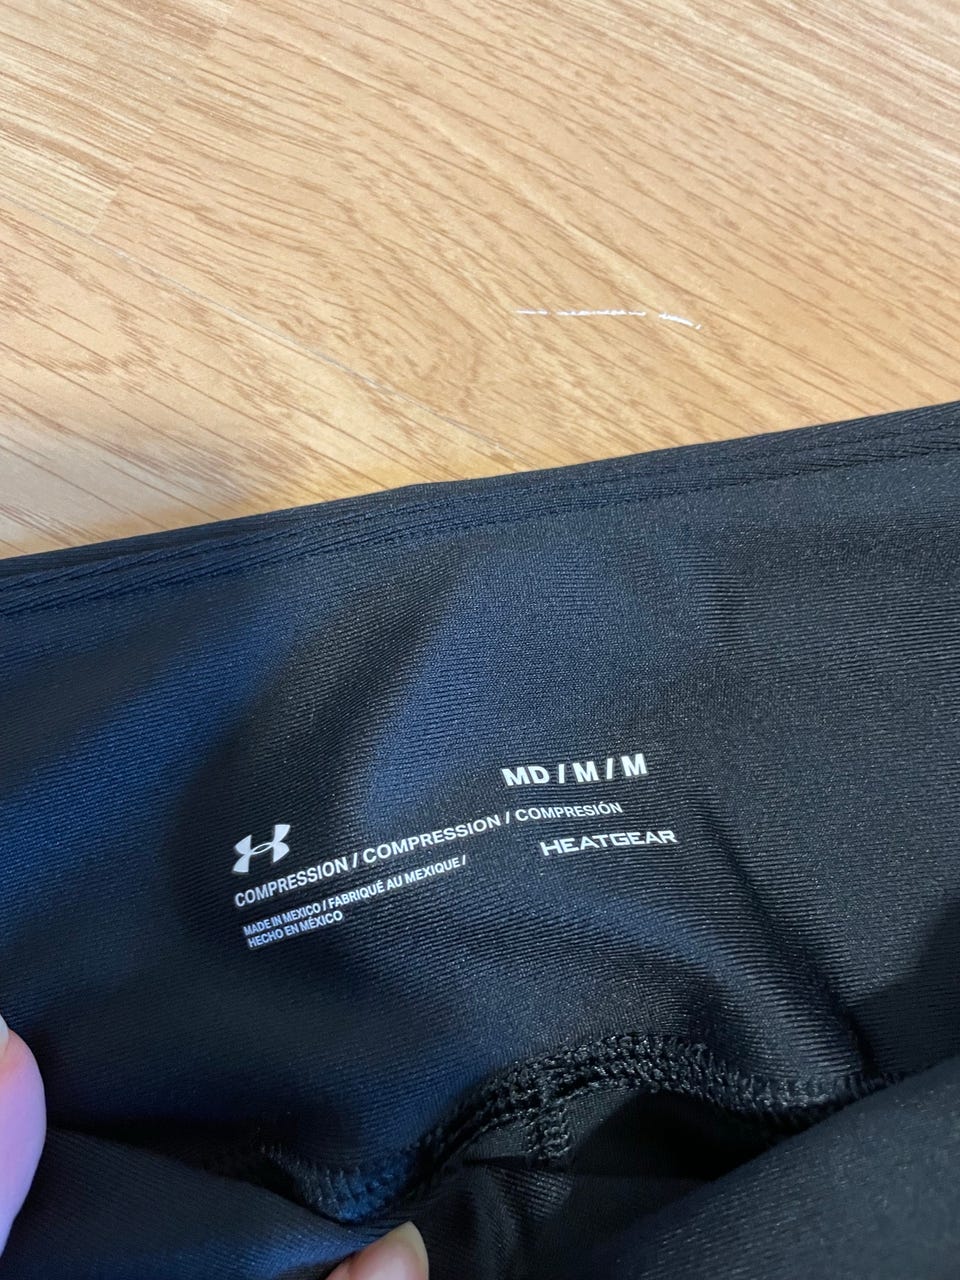 MD / M / M
COMPRESSION / COMPRESSION / COMPRESIÓN
HEATGEAR
MADE IN MEXICO / FABRIQUÉ AU MEXIQUE /
HECHO EN MÉXICO